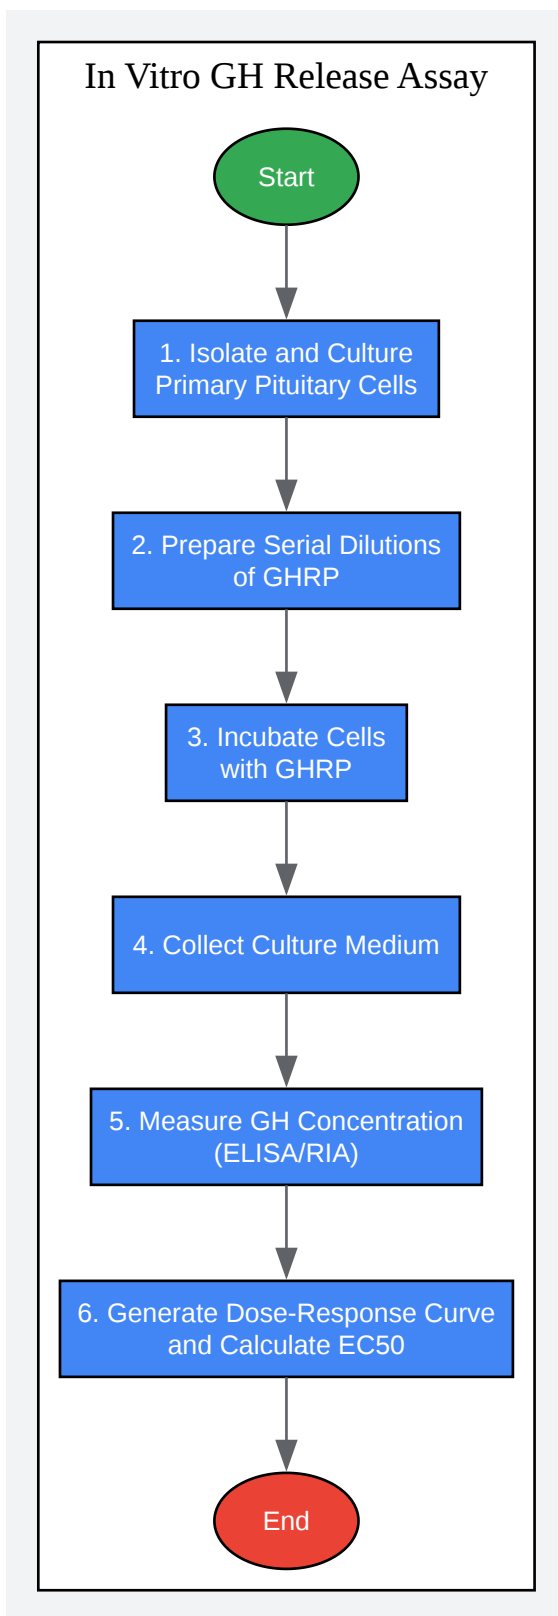 In Vitro GH Release Assay
Start
1. Isolate and Culture
Primary Pituitary Cells
2. Prepare Serial Dilutions
of GHRP
3. Incubate Cells
with GHRP
4. Collect Culture Medium
5. Measure GH Concentration
(ELISA/RIA)
6. Generate Dose-Response Curve
and Calculate EC50
End